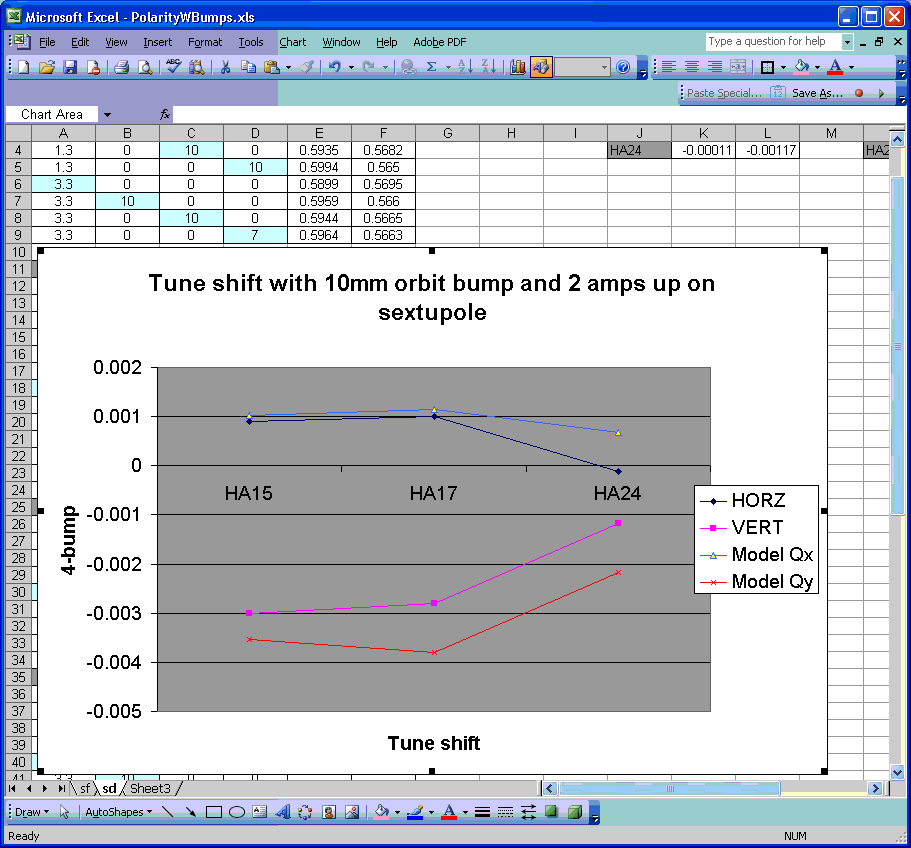 Microsoft Excel - PolarityWBumps.xls
File Edit View Insert Format Tools Chart Window Help Adobe PDF
Type a question for help
Paste Special... Save As...
Chart Area fx
A B C D E F G H I J K L M
4 1.3 0 10 0 0.5935 0.5682 HA24 -0.00011 -0.00117 HA2
5 1.3 0 0 10 0.5994 0.565
6 3.3 0 0 0 0.5899 0.5695
7 3.3 10 0 0 0.5959 0.566
8 3.3 0 10 0 0.5944 0.5665
9 3.3 0 0 7 0.5964 0.5663
10
11
12
13
14
15
16
17
18
19
20
21
22
23
24
25
26
27
28
29
30
31
32
33
34
35
36
37
38
39
40
41
Tune shift with 10mm orbit bump and 2 amps up on
sextupole
0.002
0.001
0
-0.001
-0.002
-0.003
-0.004
-0.005
4-bump
HA15 HA17 HA24
HORZ
VERT
Model Qx
Model Qy
Tune shift
sf sd Sheet3
Draw AutoShapes
Ready NUM